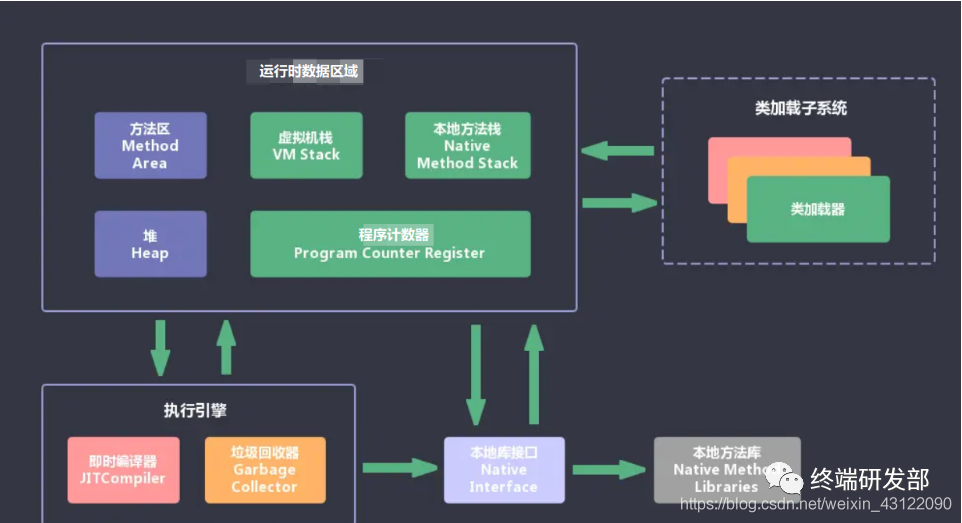 运行时数据区域
类加载子系统
方法区
Method
Area
虚拟机栈
VM Stack
本地方法栈
Native
Method Stack
类加载器
堆
Heap
程序计数器
Program Counter Register
执行引擎
即时编译器
JITCompiler
垃圾回收器
Garbage
Collector
本地库接口
Native
Interface
本地方法库
Native Method
Libraries
终端研发部
https://blog.csdn.net/weixin_43122090